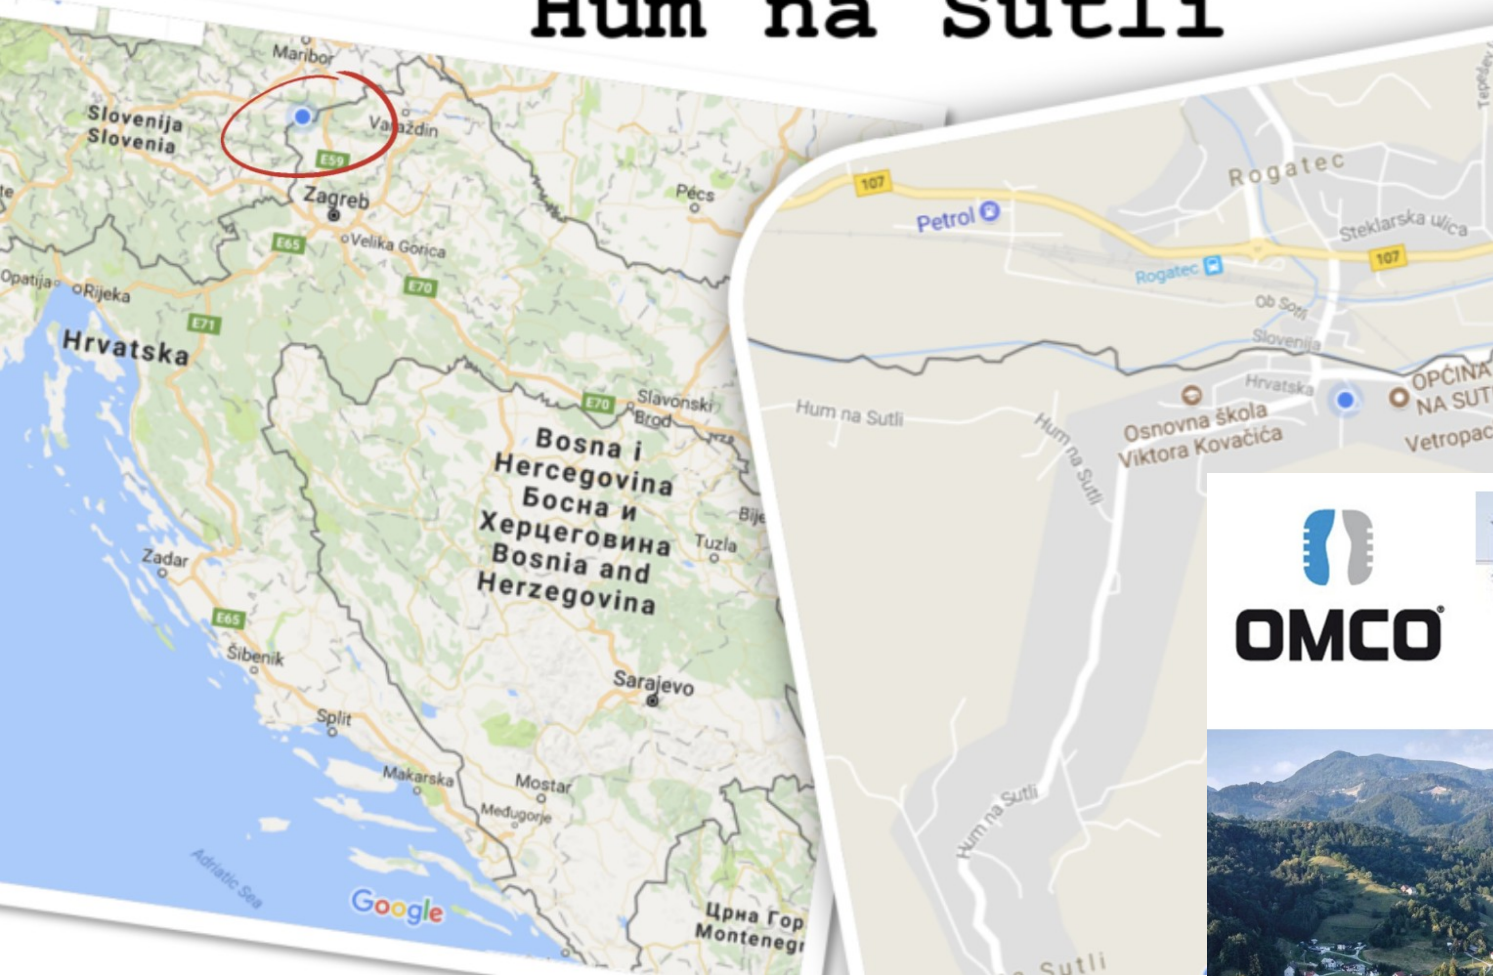 Hum na Sutli
Maribor
Slovenija
Slovenia
Varaždin
E59
Zagreb
Pécs
E65
Velika Gorica
Opatija
Rijeka
E70
E71
Hrvatska
E70
Slavonski
Brod
Bosna i
Hercegovina
Босна и
Херцеговина
Bosnia and
Herzegovina
Bije
Tuzla
Zadar
E65
Šibenik
Sarajevo
Split
Makarska
Mostar
Međugorje
Adriatic Sea
Google
Црна Гор
Montenegr
107
Rogatec
Petrol
Steklarska ulica
107
Rogatec
Ob Sotli
Slovenija
Hrvatska
OPĆINA
NA SUT
Hum na Sutli
Osnovna škola
Viktora Kovačića
Vetropac
Hum na Sutli
Hum na Sutli
Sutli
OMCO